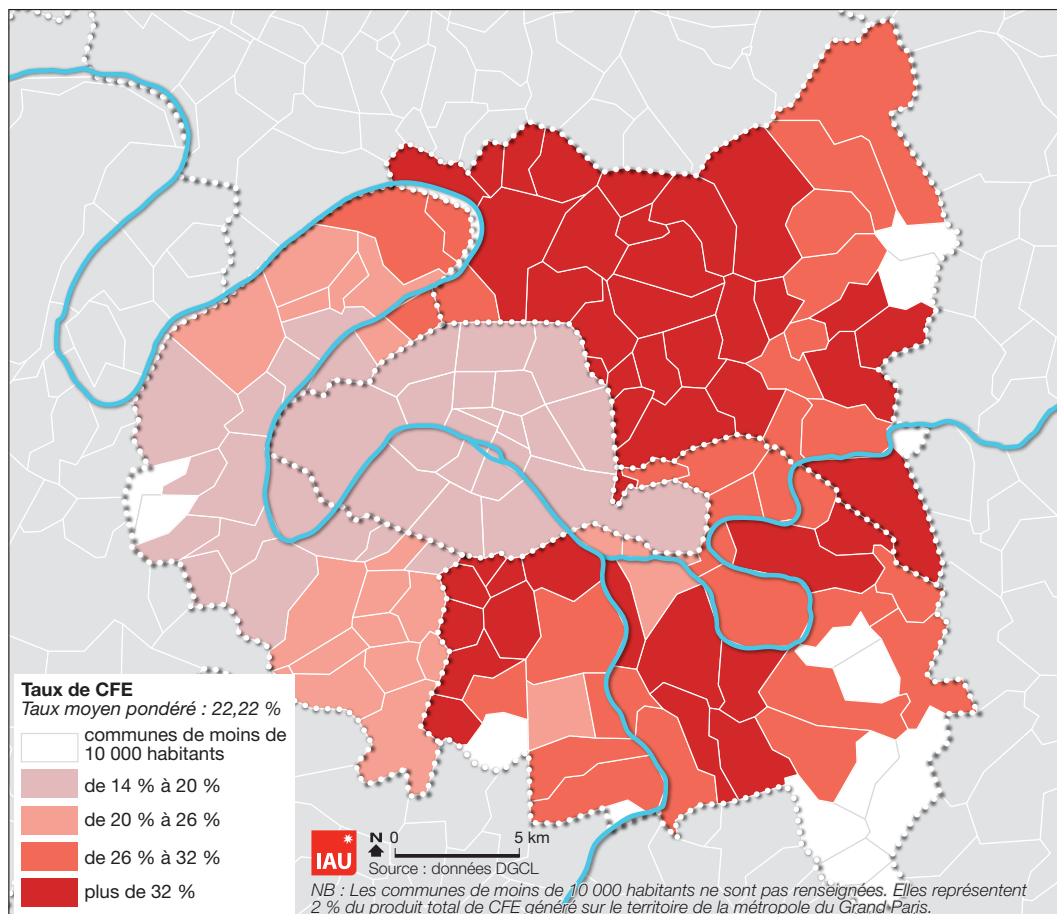 Taux de CFE
Taux moyen pondéré : 22,22 %
communes de moins de
10 000 habitants
de 14 % à 20 %
de 20 % à 26 %
de 26 % à 32 %
plus de 32 %
IAU
N 0 5 km
Source : données DGCL
NB : Les communes de moins de 10 000 habitants ne sont pas renseignées. Elles représentent
2 % du produit total de CFE généré sur le territoire de la métropole du Grand Paris.